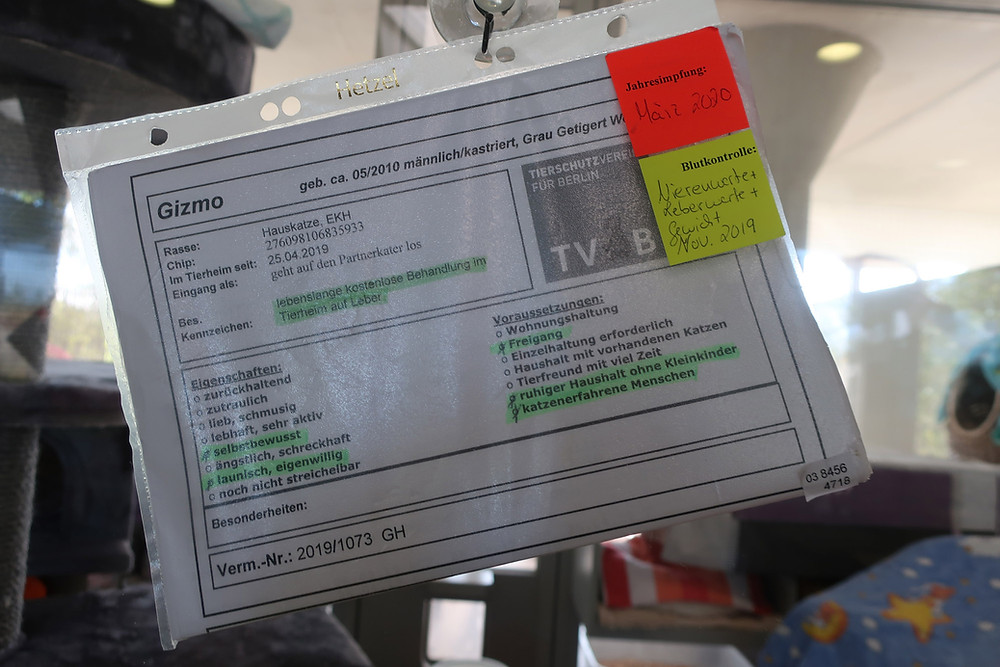 Hetzel
Jahresimpfung:
März 2020
Blutkontrolle:
Nierenwerte +
Leberwerte +
Gewicht
Nov. 2019
geb. ca. 05/2010 männlich/kastriert, Grau Getigert
Gizmo
TIERSCHUTZVEREIN
FÜR BERLIN
TV B
Rasse: Hauskatze, EKH
Chip: 276098106835933
Im Tierheim seit: 25.04.2019
Eingang als: geht auf den Partnerkater los
Bes.
Kennzeichen:
lebenslange kostenlose Behandlung im
Tierheim auf Leber
Eigenschaften:
o zurückhaltend
o zutraulich
o lieb, schmusig
o lebhaft, sehr aktiv
o selbstbewusst
o ängstlich, schreckhaft
o launisch, eigenwillig
o noch nicht streichelbar
Voraussetzungen:
o Wohnungshaltung
o Freigang
o Einzelhaltung erforderlich
o Haushalt mit vorhandenen Katzen
o Tierfreund mit viel Zeit
o ruhiger Haushalt ohne Kleinkinder
o katzenerfahrene Menschen
Besonderheiten:
Verm.-Nr.: 2019/1073 GH
03 8456
4718